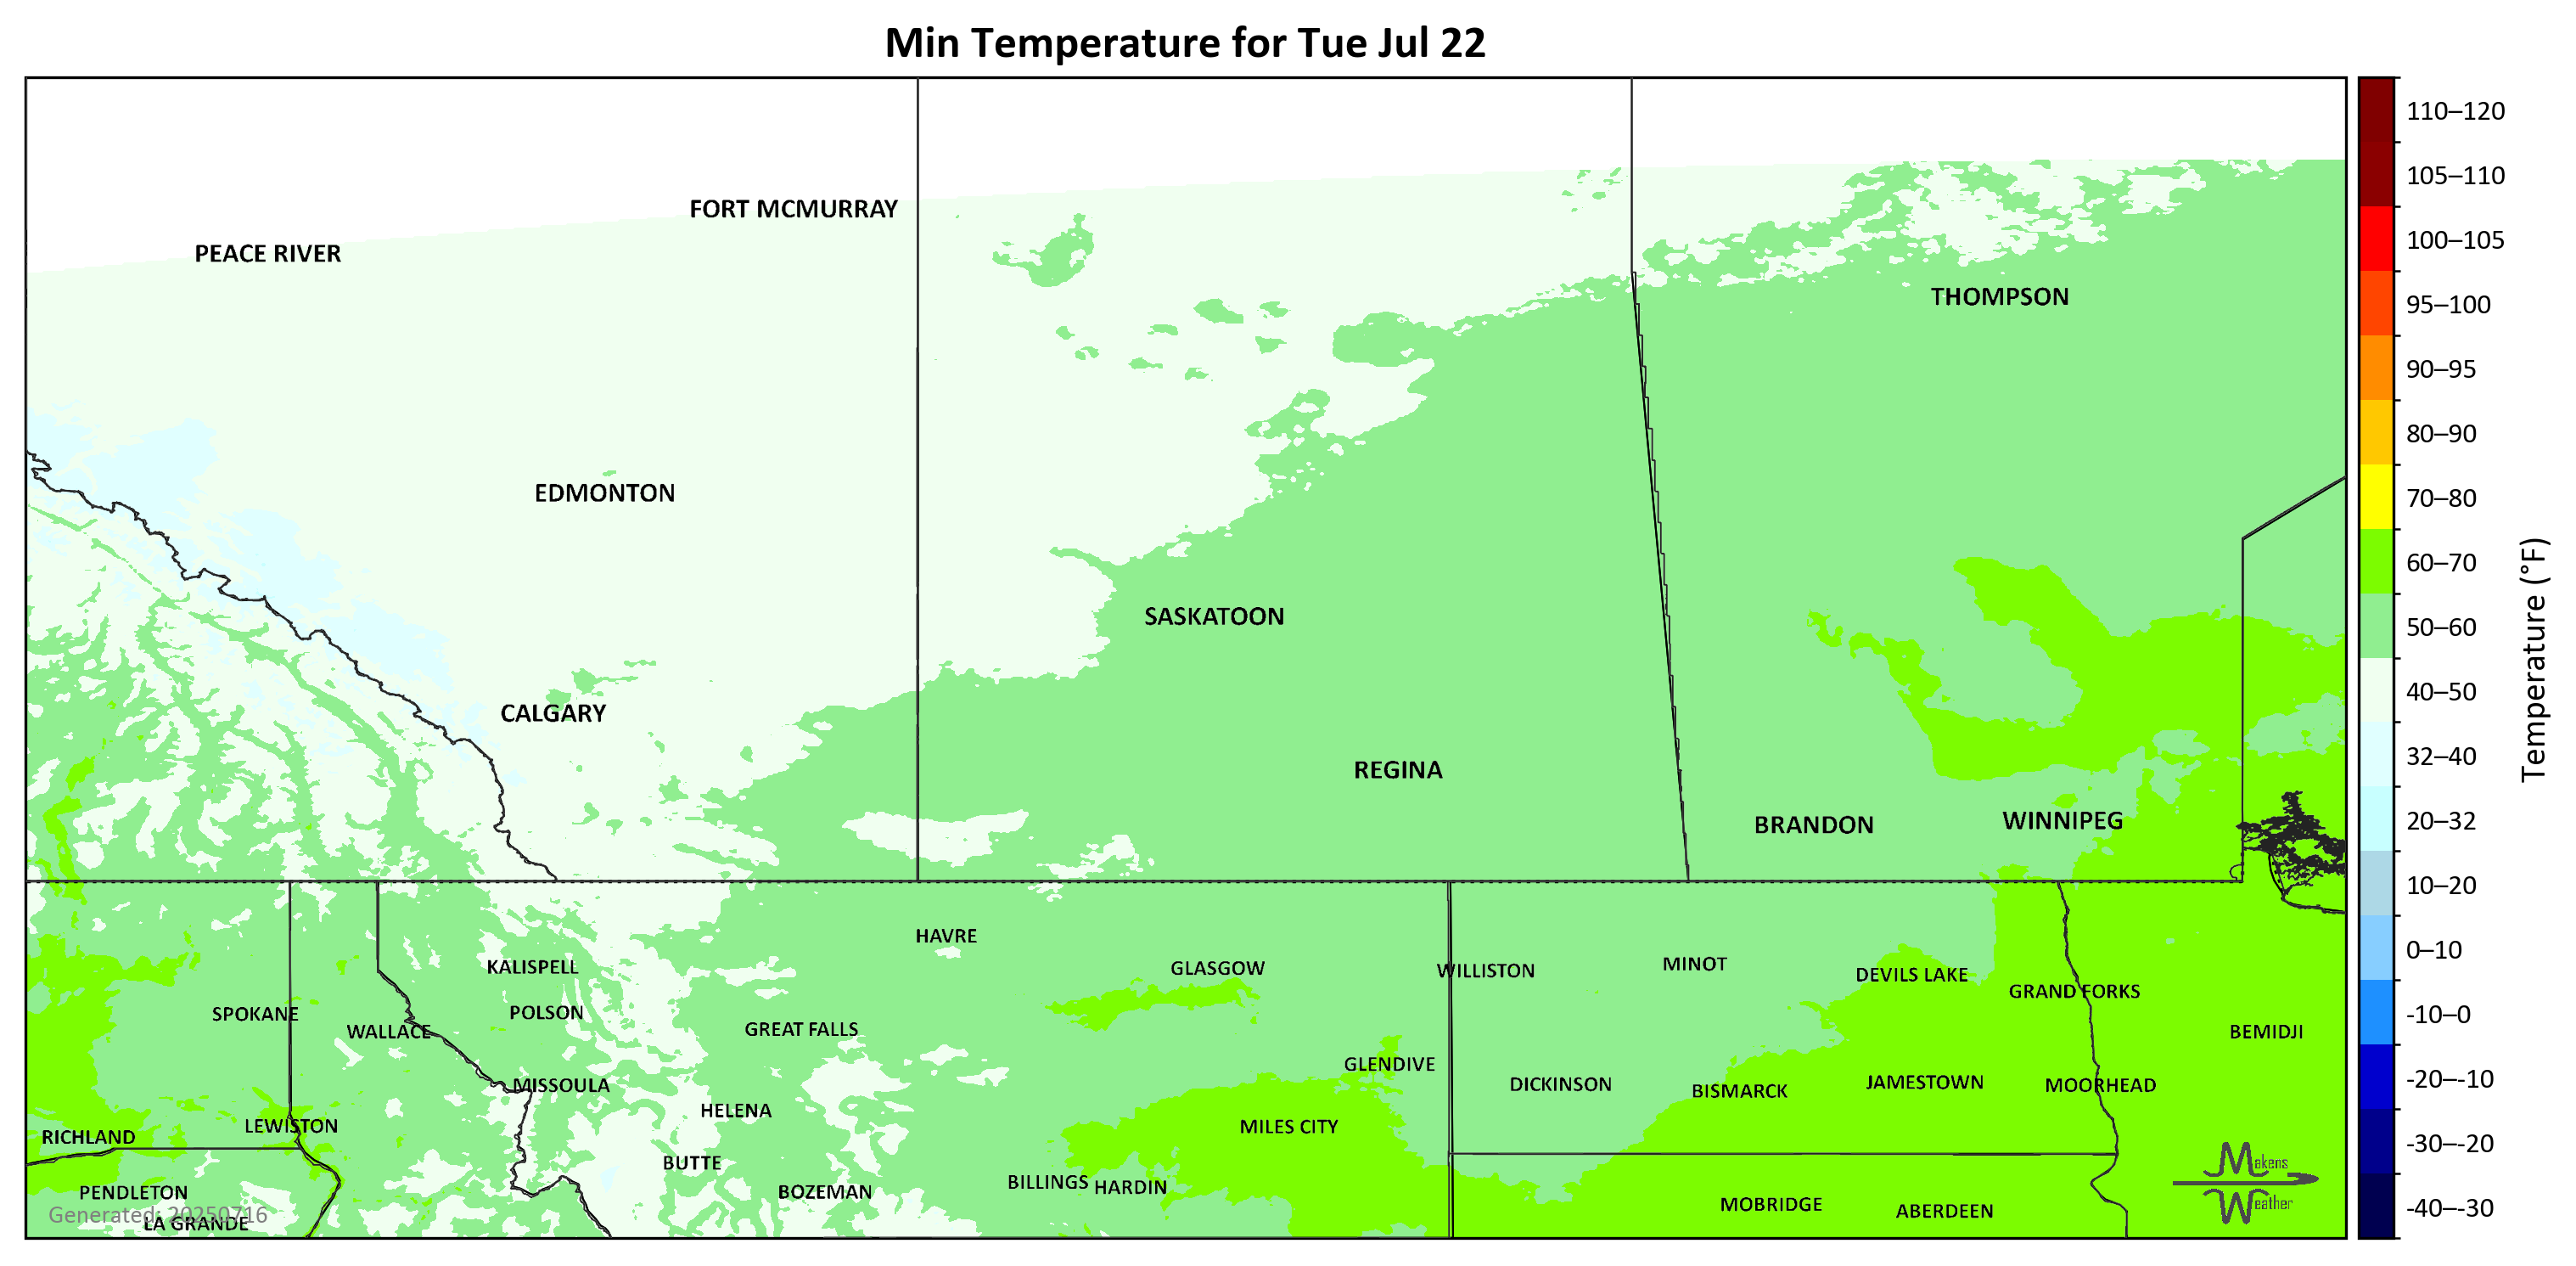 Min Temperature for Tue Jul 22
FORT MCMURRAY
PEACE RIVER
THOMPSON
EDMONTON
SASKATOON
CALGARY
REGINA
BRANDON
WINNIPEG
HAVRE
KALISPELL
GLASGOW
WILLISTON
MINOT
DEVILS LAKE
GRAND FORKS
SPOKANE
POLSON
WALLACE
GREAT FALLS
BEMIDJI
GLENDIVE
MISSOULA
DICKINSON
BISMARCK
JAMESTOWN
MOORHEAD
HELENA
LEWISTON
MILES CITY
RICHLAND
BUTTE
BILLINGS
HARDIN
PENDLETON
BOZEMAN
MOBRIDGE
ABERDEEN
Generated: 20250716
LA GRANDE
Makens
Weather
110–120
105–110
100–105
95–100
90–95
80–90
70–80
60–70
50–60
40–50
32–40
20–32
10–20
0–10
-10–0
-20–-10
-30–-20
-40–-30
Temperature (°F)